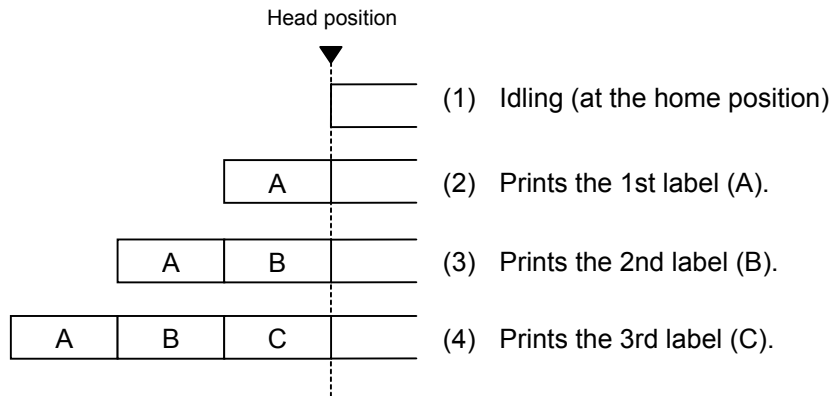 Head position
(1) Idling (at the home position)
A (2) Prints the 1st label (A).
A B (3) Prints the 2nd label (B).
A B C (4) Prints the 3rd label (C).